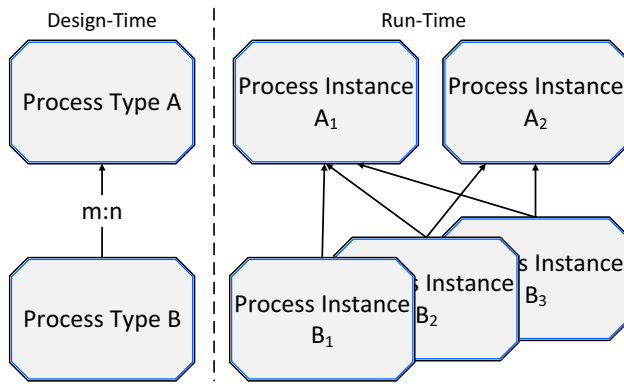 Design-Time
Run-Time
Process Type A
Process Instance
A₁
Process Instance
A₂
m:n
Process Type B
Process Instance
B₁
s Instance
B₂
s Instance
B₃